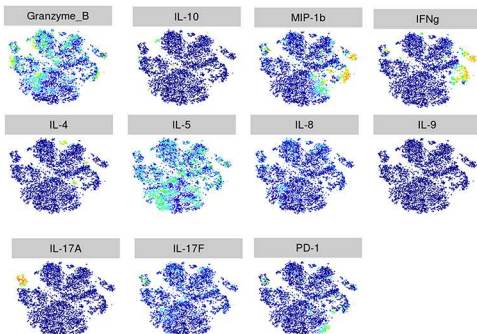 Granzyme_B
IL-10
MIP-1b
IFNg
IL-4
IL-5
IL-8
IL-9
IL-17A
IL-17F
PD-1